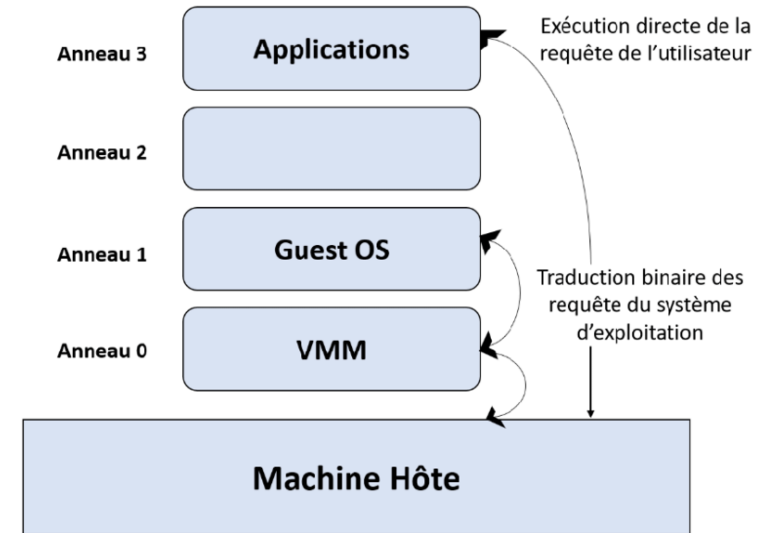 Anneau 3
Applications
Exécution directe de la
requête de l'utilisateur
Anneau 2
Anneau 1
Guest OS
Traduction binaire des
requête du système
d'exploitation
Anneau 0
VMM
Machine Hôte